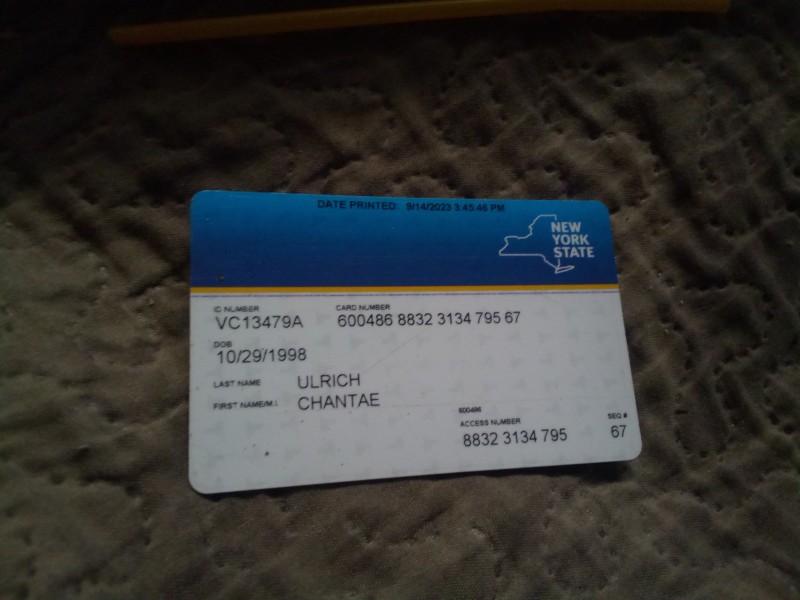 DATE PRINTED: 9/14/2023 3:45:46 PM
NEW
YORK
STATE
ID NUMBER
VC13479A
CARD NUMBER
600486 8832 3134 795 67
DOB
10/29/1998
LAST NAME ULRICH
FIRST NAME/M.I. CHANTAE
600486
ACCESS NUMBER
8832 3134 795
SEQ #
67